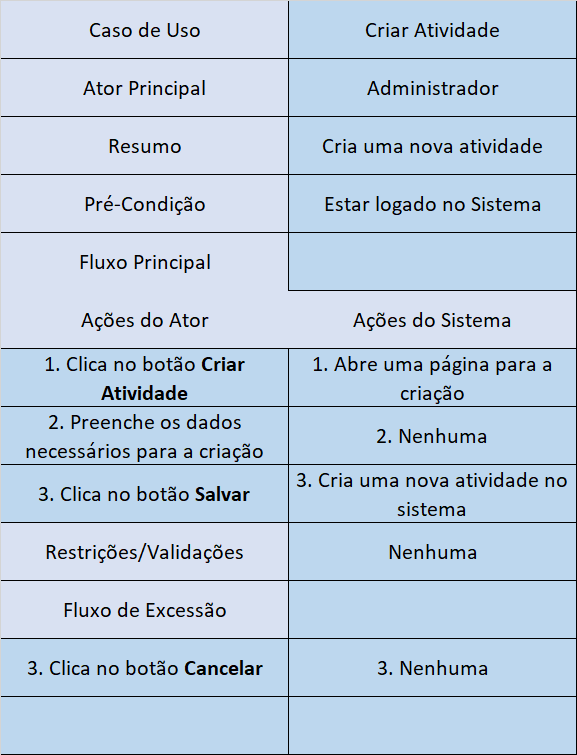 Caso de Uso
Criar Atividade
Ator Principal
Administrador
Resumo
Cria uma nova atividade
Pré-Condição
Estar logado no Sistema
Fluxo Principal
Ações do Ator
Ações do Sistema
1. Clica no botão Criar
Atividade
1. Abre uma página para a
criação
2. Preenche os dados
necessários para a criação
2. Nenhuma
3. Clica no botão Salvar
3. Cria uma nova atividade no
sistema
Restrições/Validações
Nenhuma
Fluxo de Excessão
3. Clica no botão Cancelar
3. Nenhuma